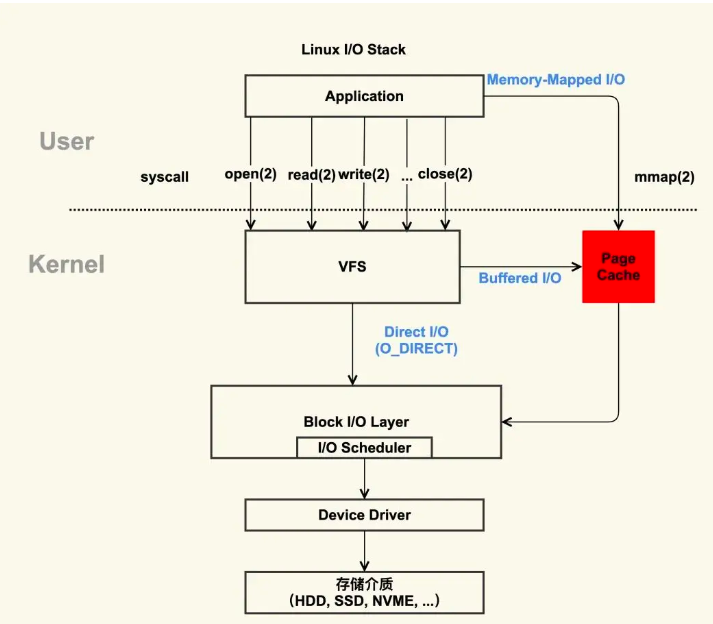 Linux I/O Stack
Memory-Mapped I/O
Application
User
syscall
open(2)
read(2)
write(2)
...
close(2)
mmap(2)
Kernel
VFS
Buffered I/O
Page
Cache
Direct I/O
(O_DIRECT)
Block I/O Layer
I/O Scheduler
Device Driver
存储介质
（HDD, SSD, NVME, ...）